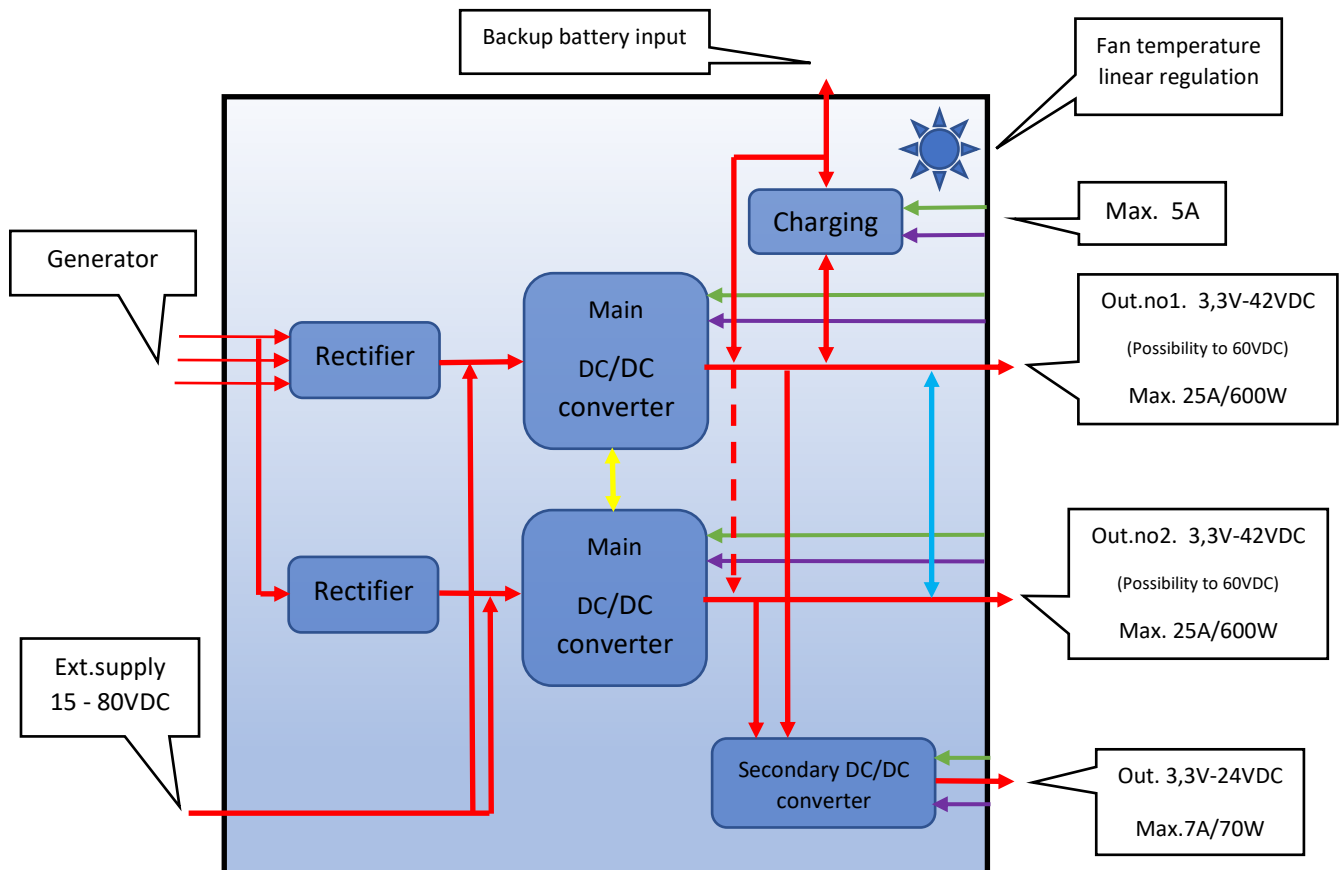 Backup battery input
Fan temperature
linear regulation
Charging
Max.  5A
Generator
Main
DC/DC
converter
Rectifier
Out.no1.  3,3V-42VDC
(Possibility to 60VDC)
Max. 25A/600W
Main
DC/DC
converter
Rectifier
Out.no2.  3,3V-42VDC
(Possibility to 60VDC)
Max. 25A/600W
Ext.supply
15 - 80VDC
Secondary DC/DC
converter
Out. 3,3V-24VDC
Max.7A/70W